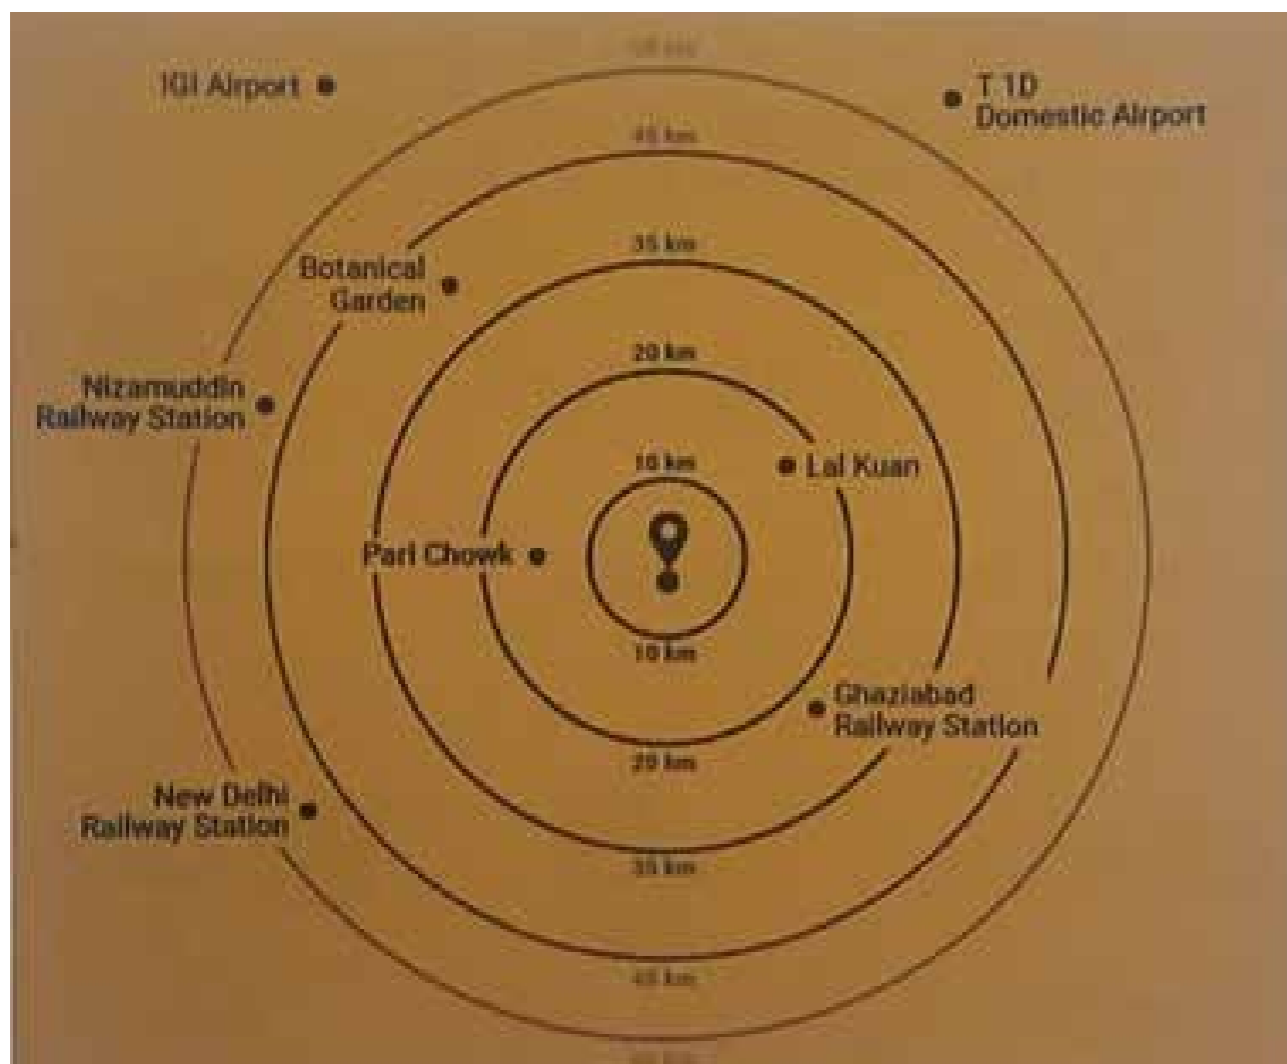 IGI Airport
T 1D
Domestic Airport
45 km
35 km
Botanical
Garden
20 km
Nizamuddin
Railway Station
10 km
Lal Kuan
Pari Chowk
10 km
Ghaziabad
Railway Station
20 km
New Delhi
Railway Station
35 km
45 km